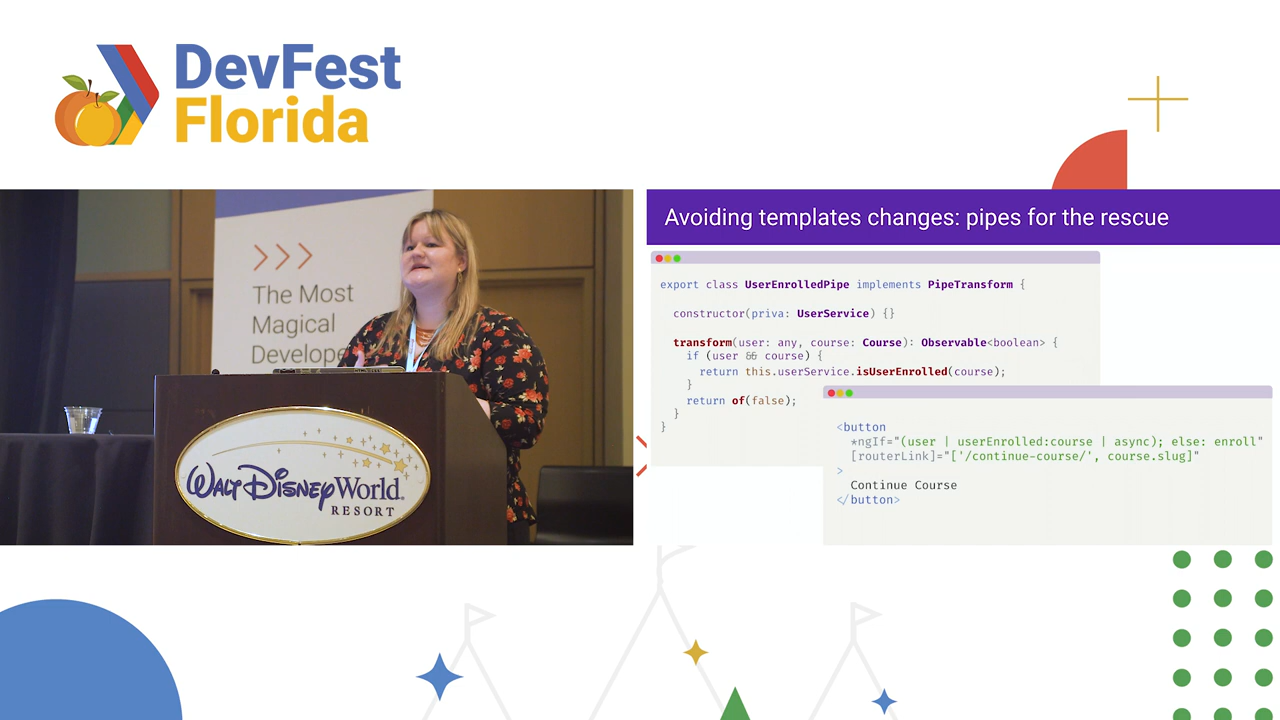 DevFest
Florida
>>>
The Most
Magical
Develope
WALT DISNEY World®
RESORT
Avoiding templates changes: pipes for the rescue
export class UserEnrolledPipe implements PipeTransform {
constructor(priva: UserService) {}
transform(user: any, course: Course): Observable<boolean> {
if (user && course) {
return this.userService.isUserEnrolled(course);
}
return of(false);
}
}
<button
*ngIf="(user | userEnrolled:course | async); else: enroll"
[routerLink]="['/continue-course/', course.slug]"
>
Continue Course
</button>